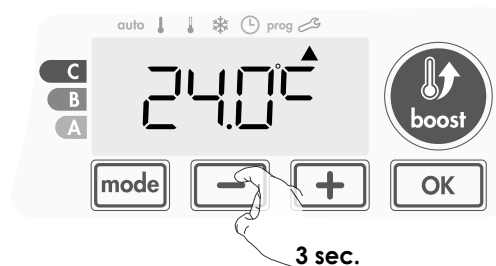 auto prog
C
24.0°C
B
A
boost
mode - + OK
3 sec.